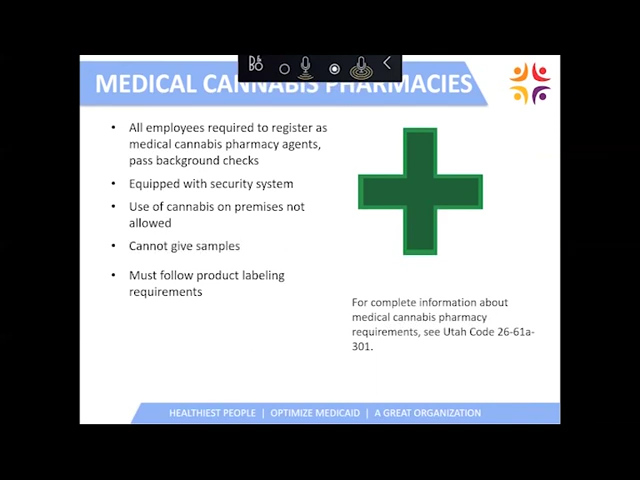 MEDICAL CANNABIS PHARMACIES
• All employees required to register as
medical cannabis pharmacy agents,
pass background checks
• Equipped with security system
• Use of cannabis on premises not
allowed
• Cannot give samples
• Must follow product labeling
requirements
For complete information about
medical cannabis pharmacy
requirements, see Utah Code 26-61a-
301.
HEALTHIEST PEOPLE | OPTIMIZE MEDICAID | A GREAT ORGANIZATION